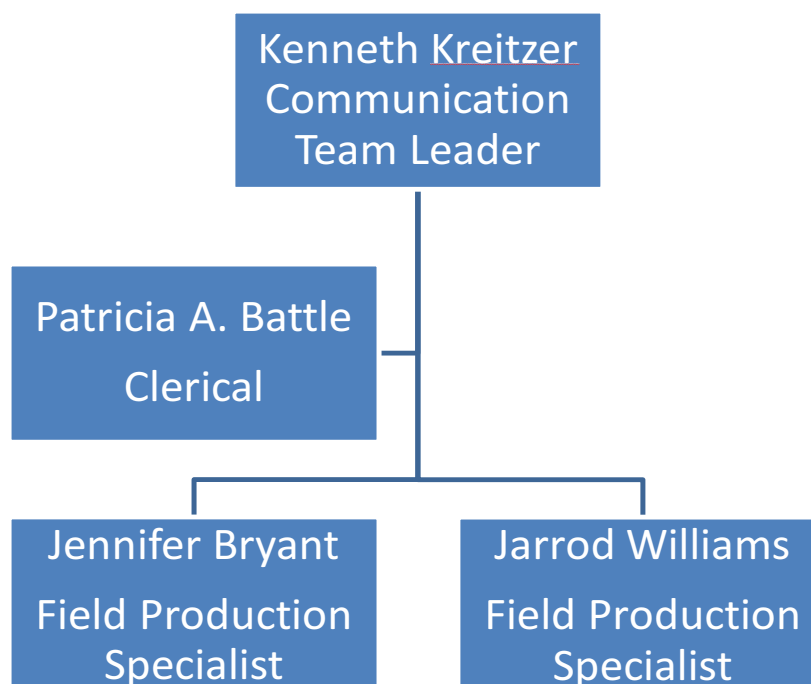 Kenneth Kreitzer
Communication
Team Leader
Patricia A. Battle
Clerical
Jennifer Bryant
Field Production
Specialist
Jarrod Williams
Field Production
Specialist